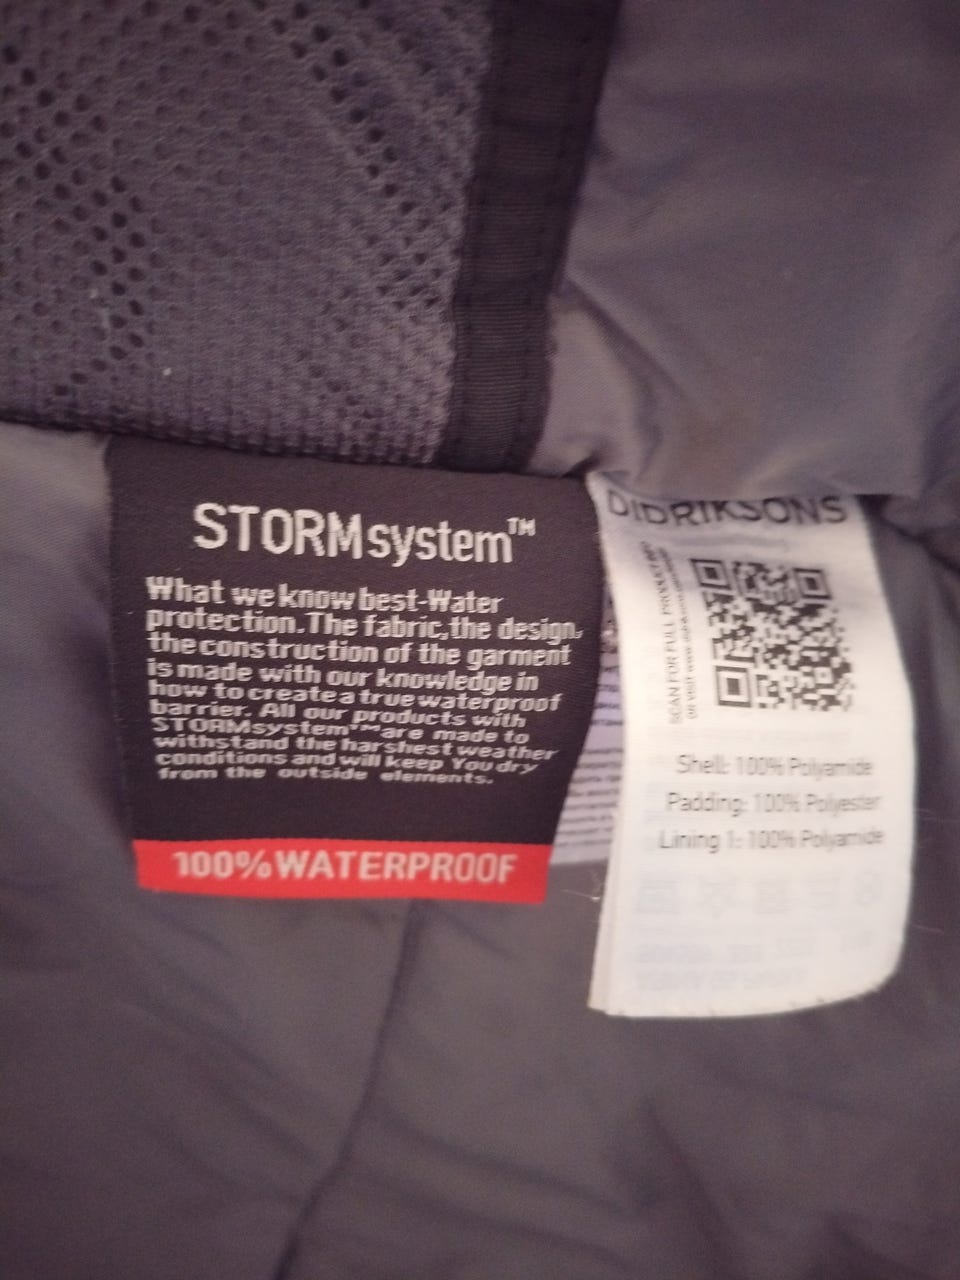 STORMsystem™
What we know best-Water
protection. The fabric, the design,
the construction of the garment
is made with our knowledge in
how to create a true waterproof
barrier. All our products with
STORMsystem™ are made to
withstand the harshest weather
conditions and will keep You dry
from the outside elements.
100% WATERPROOF
DIDRIKSONS
SCAN FOR FULL PRODUCT
OR VISIT
Shell: 100% Polyamide
Padding: 100% Polyester
Lining 1: 100% Polyamide